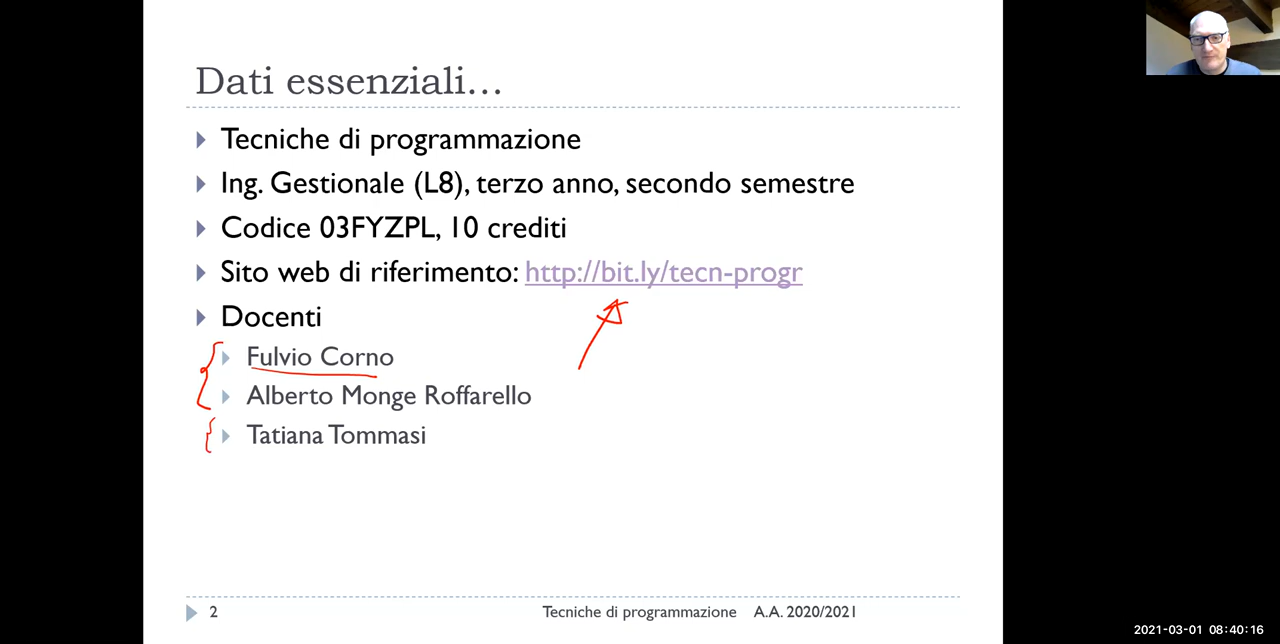 Dati essenziali...
Tecniche di programmazione
Ing. Gestionale (L8), terzo anno, secondo semestre
Codice 03FYZPL, 10 crediti
Sito web di riferimento: http://bit.ly/tecn-progr
Docenti
Fulvio Corno
Alberto Monge Roffarello
Tatiana Tommasi
2 Tecniche di programmazione A.A. 2020/2021
2021-03-01 08:40:16